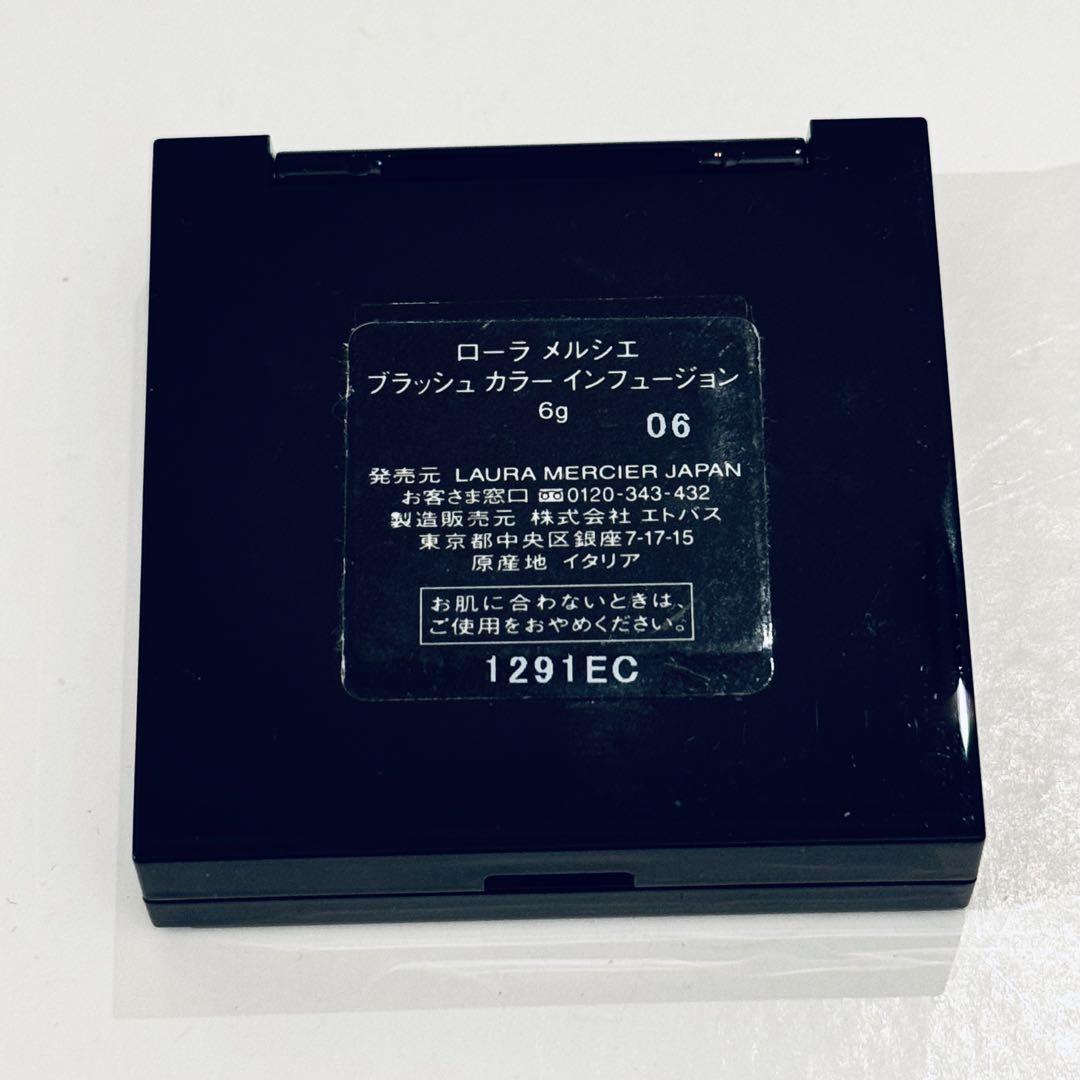 ローラ メルシエ
ブラッシュ カラー インフュージョン
6g
06
発売元 LAURA MERCIER JAPAN
お客さま窓口 0120-343-432
製造販売元 株式会社 エトバス
東京都中央区銀座7-17-15
原産地 イタリア
お肌に合わないときは、
ご使用をおやめください。
1291EC